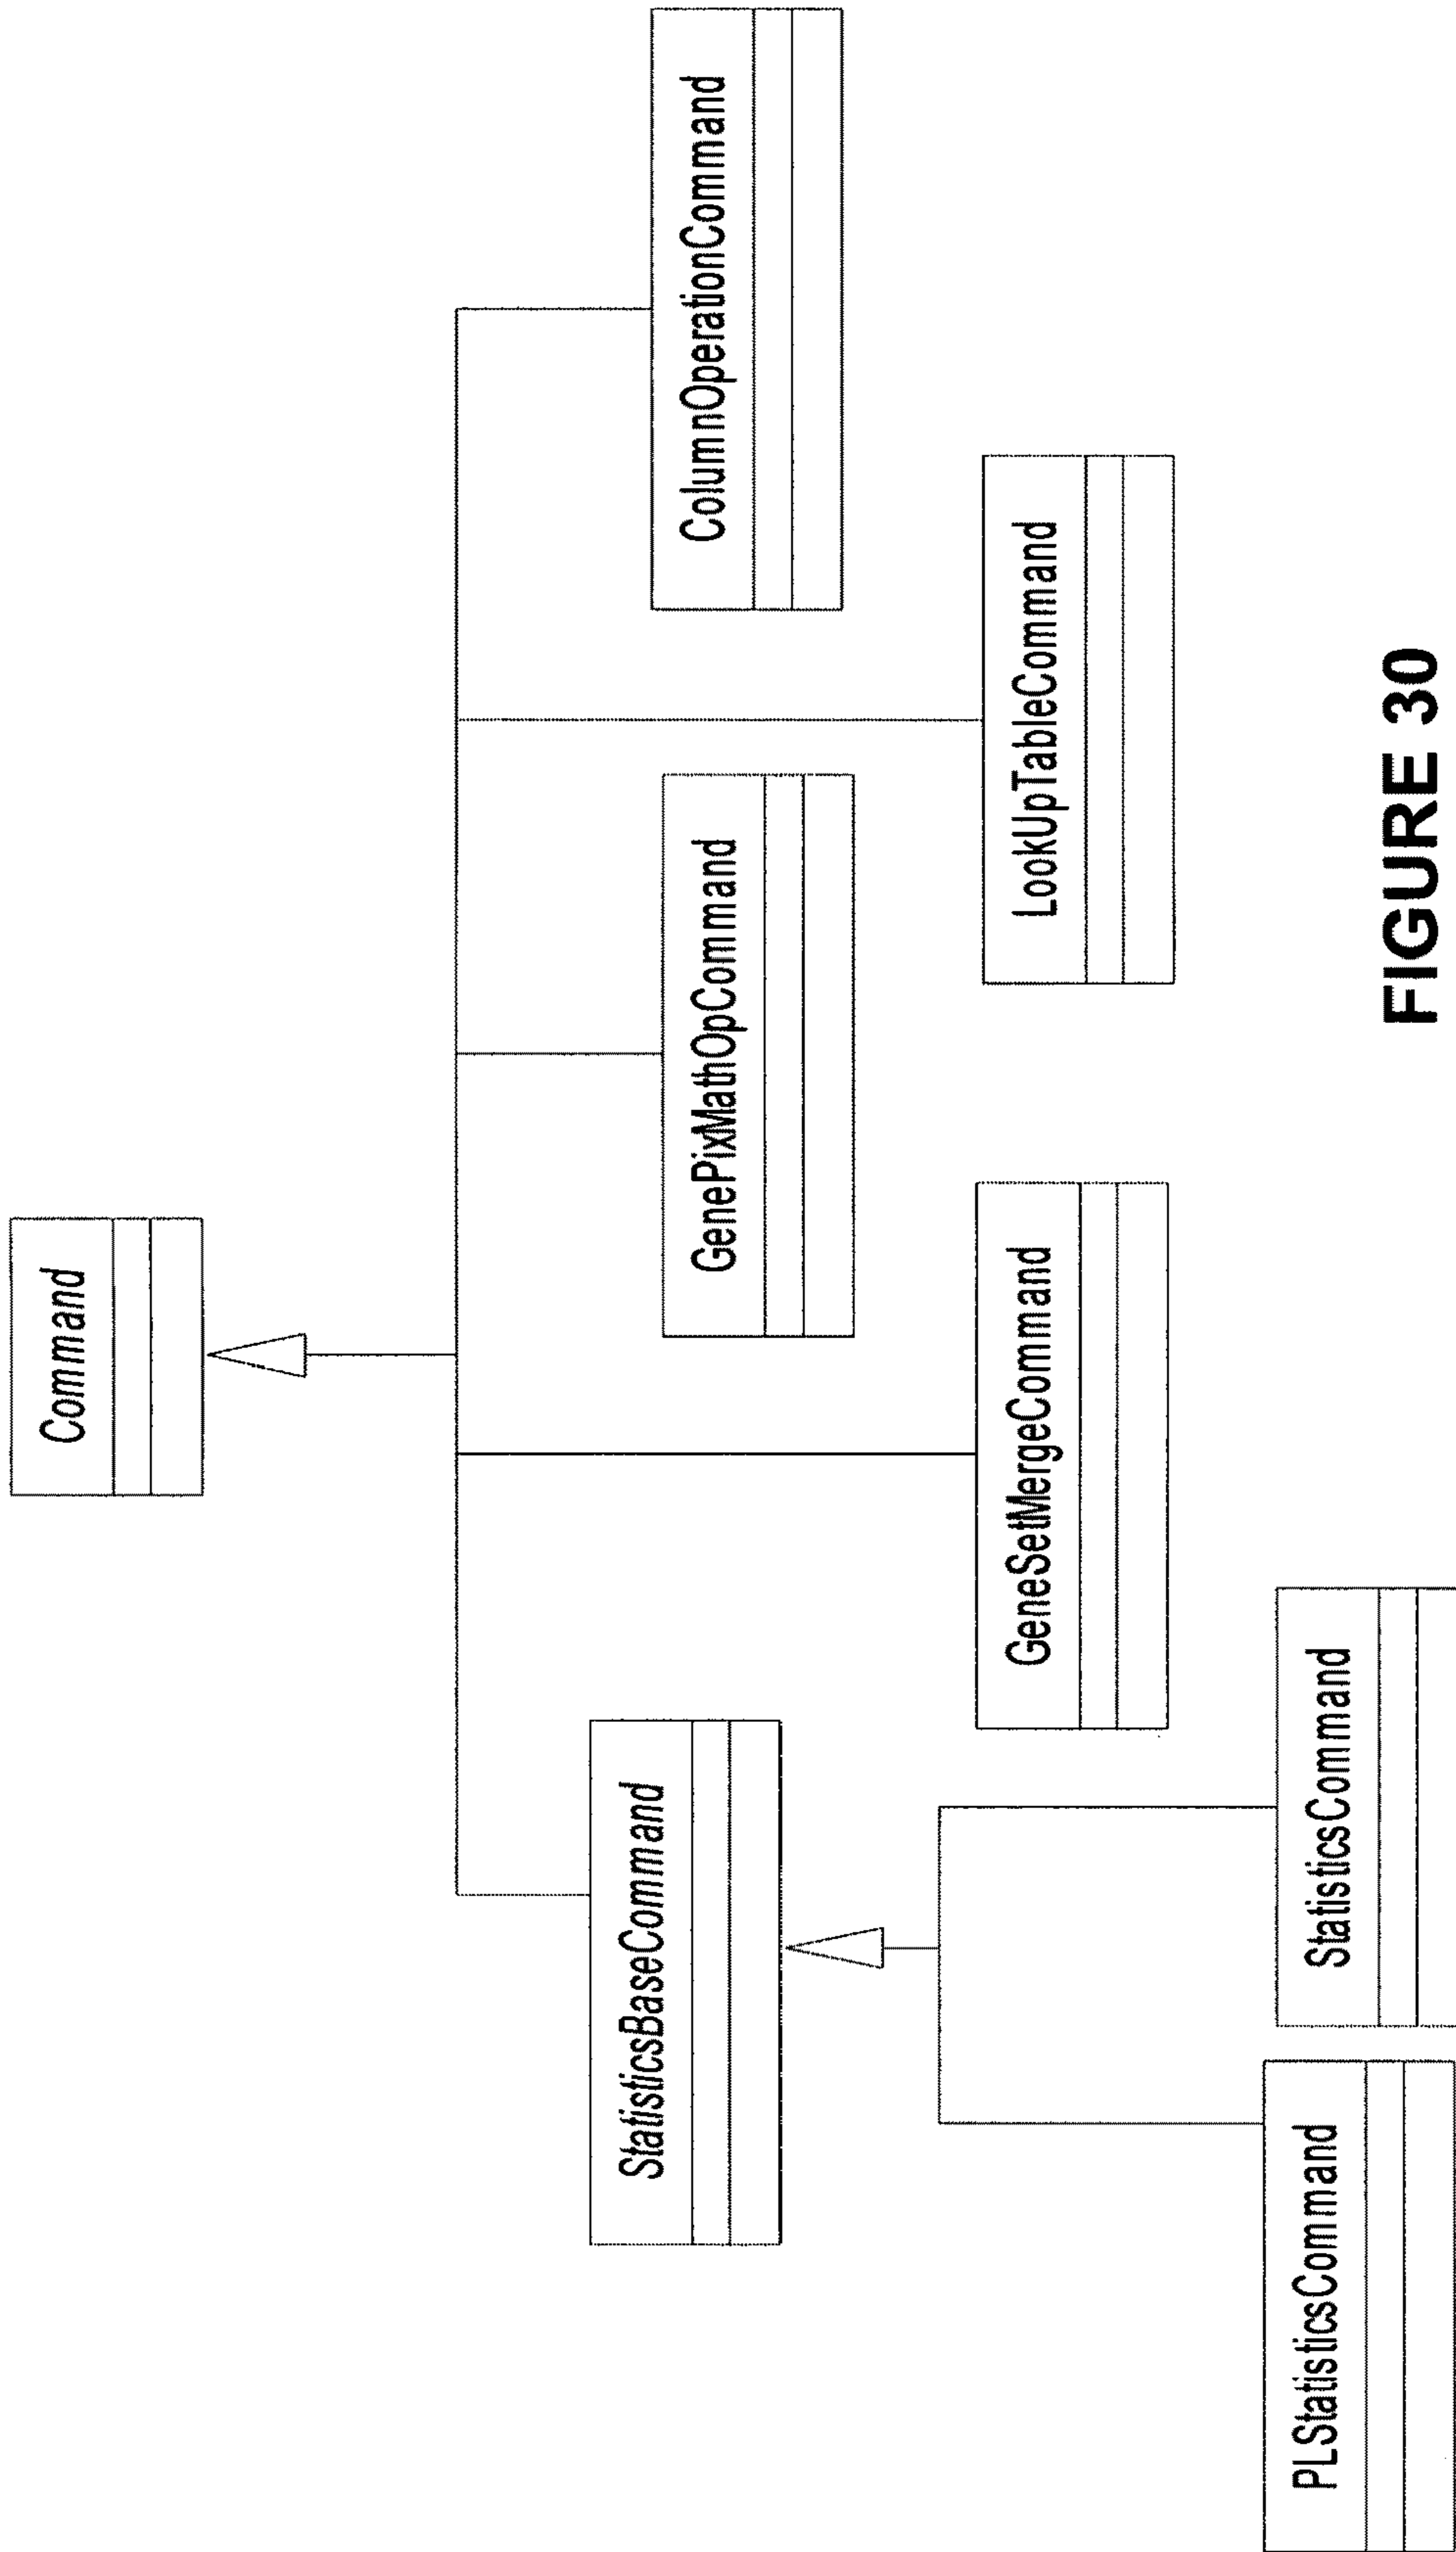 Command
StatisticsBaseCommand
GenePixMathOpCommand
ColumnOperationCommand
GeneSetMergeCommand
LookUpTableCommand
PLStatisticsCommand
StatisticsCommand
FIGURE 30